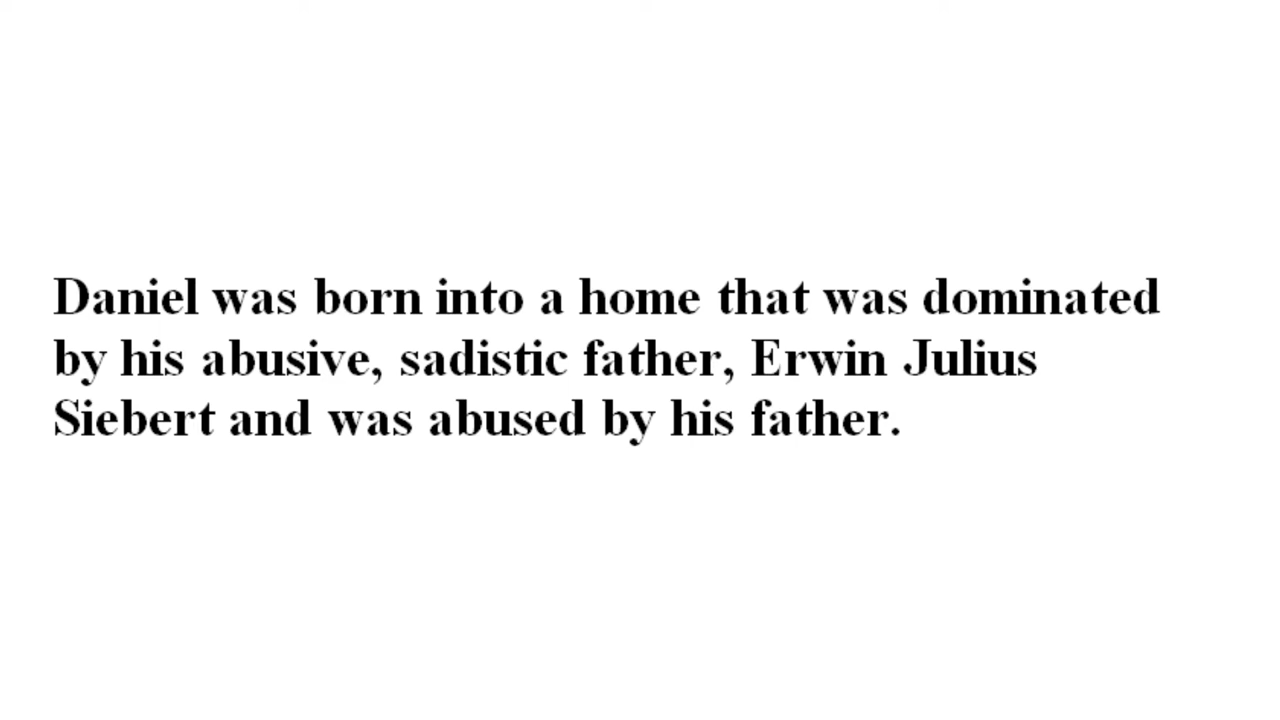 Daniel was born into a home that was dominated
by his abusive, sadistic father, Erwin Julius
Siebert and was abused by his father.